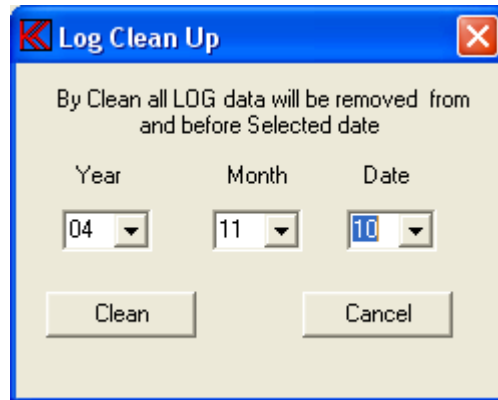 Log Clean Up
By Clean all LOG data will be removed from
and before Selected date
Year Month Date
04 11 10
Clean Cancel